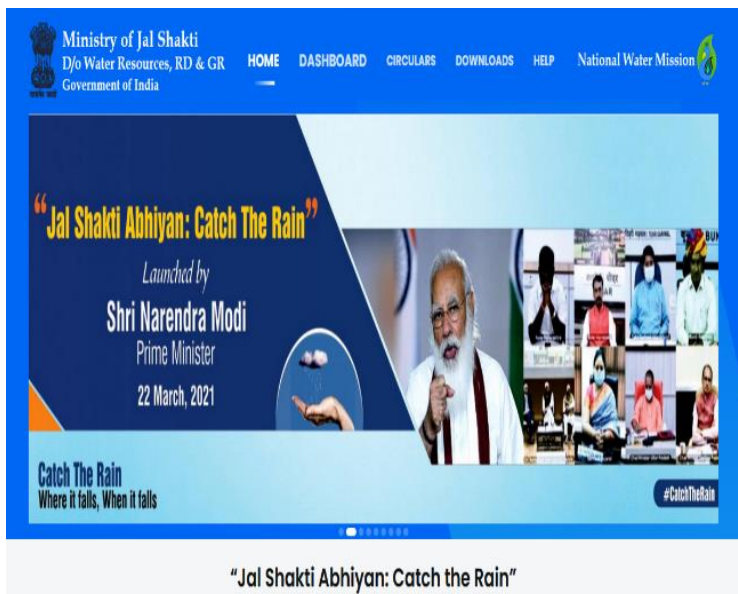 Ministry of Jal Shakti
D/o Water Resources, RD & GR
Government of India
HOME DASHBOARD CIRCULARS DOWNLOADS HELP National Water Mission
“Jal Shakti Abhiyan: Catch The Rain”
Launched by
Shri Narendra Modi
Prime Minister
22 March, 2021
Catch The Rain
Where it falls, When it falls
#CatchTheRain
“Jal Shakti Abhiyan: Catch the Rain”